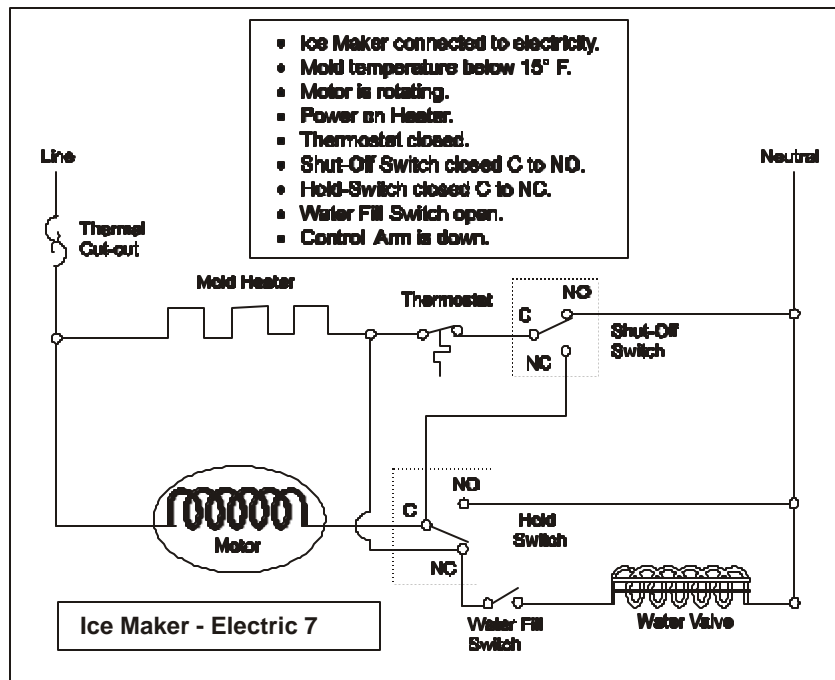 ▪ Ice Maker connected to electricity.
▪ Mold temperature below 15° F.
▪ Motor is rotating.
▪ Power on Heater.
▪ Thermostat closed.
▪ Shut-Off Switch closed C to NO.
▪ Hold-Switch closed C to NC.
▪ Water Fill Switch open.
▪ Control Arm is down.
Line
Neutral
Thermal
Cut-out
Mold Heater
Thermostat
NO
C
NC
Shut-Off
Switch
NO
C
NC
Hold
Switch
Motor
Water Fill
Switch
Water Valve
Ice Maker - Electric 7